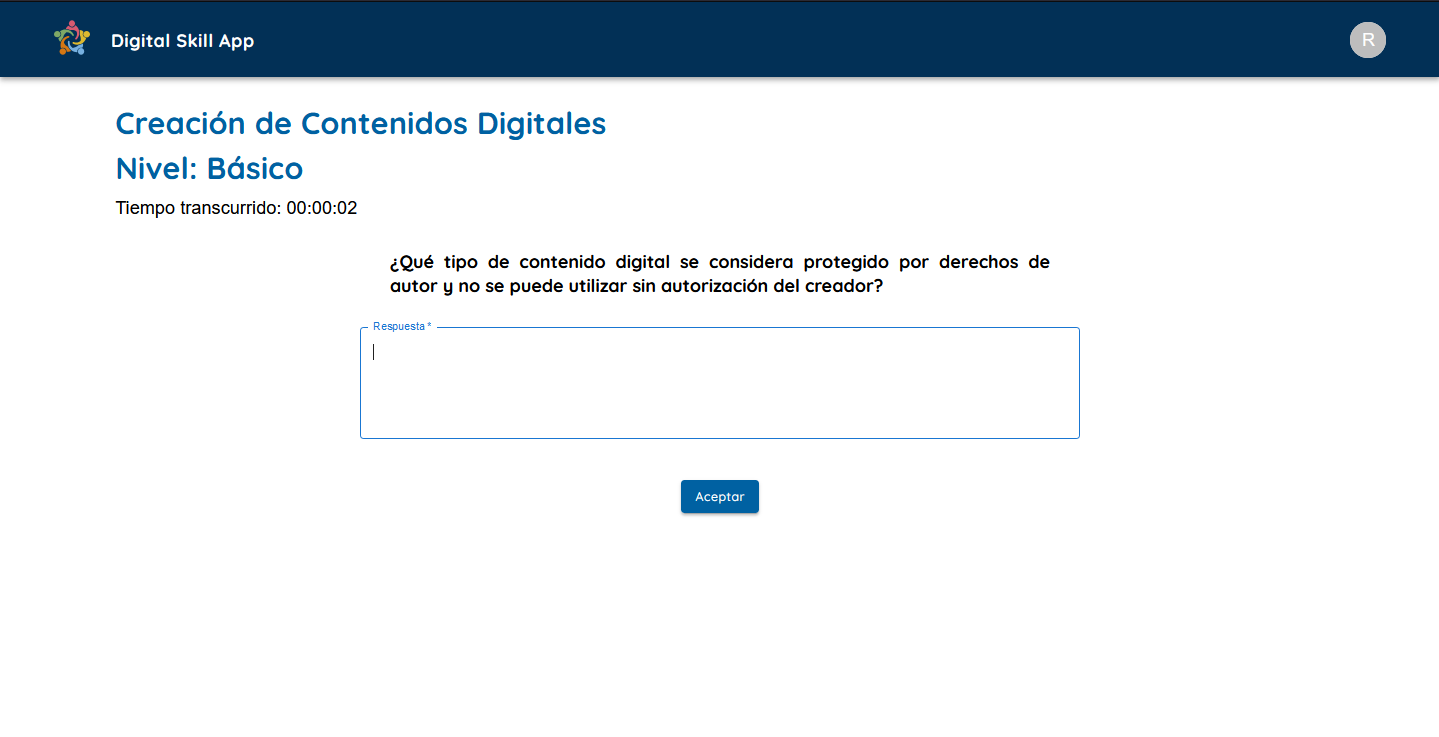 Digital Skill App
R
Creación de Contenidos Digitales
Nivel: Básico
Tiempo transcurrido: 00:00:02
¿Qué tipo de contenido digital se considera protegido por derechos de
autor y no se puede utilizar sin autorización del creador?
Respuesta *
Aceptar